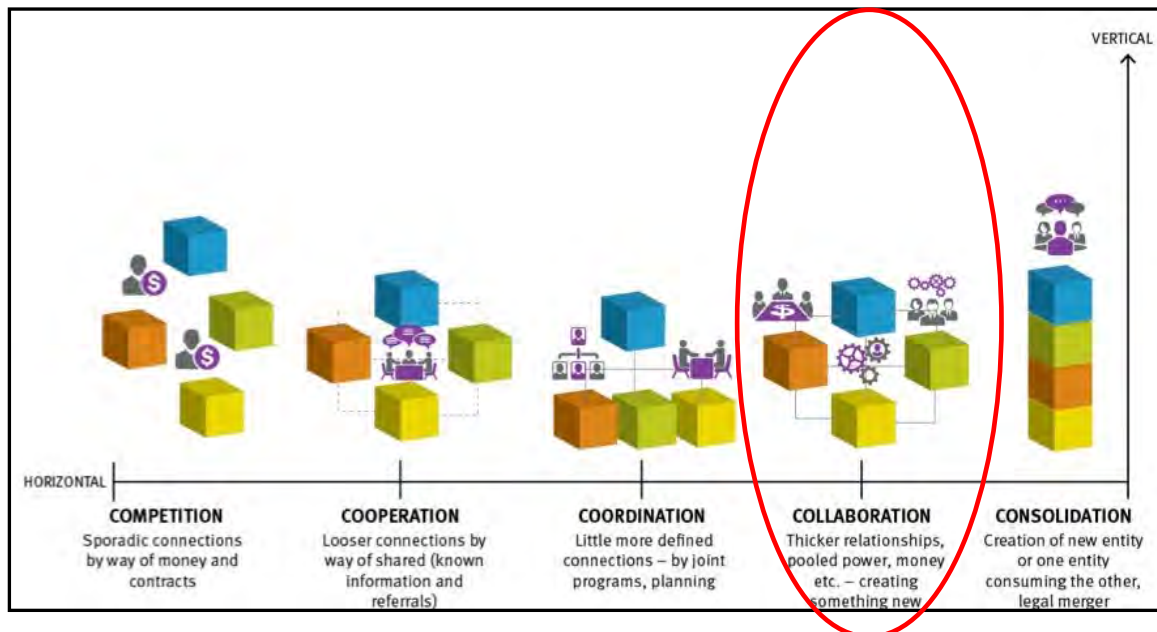 VERTICAL
HORIZONTAL
COMPETITION
Sporadic connections
by way of money and
contracts
COOPERATION
Looser connections by
way of shared (known
information and
referrals)
COORDINATION
Little more defined
connections – by joint
programs, planning
COLLABORATION
Thicker relationships,
pooled power, money
etc. – creating
something new
CONSOLIDATION
Creation of new entity
or one entity
consuming the other,
legal merger
$
$
$